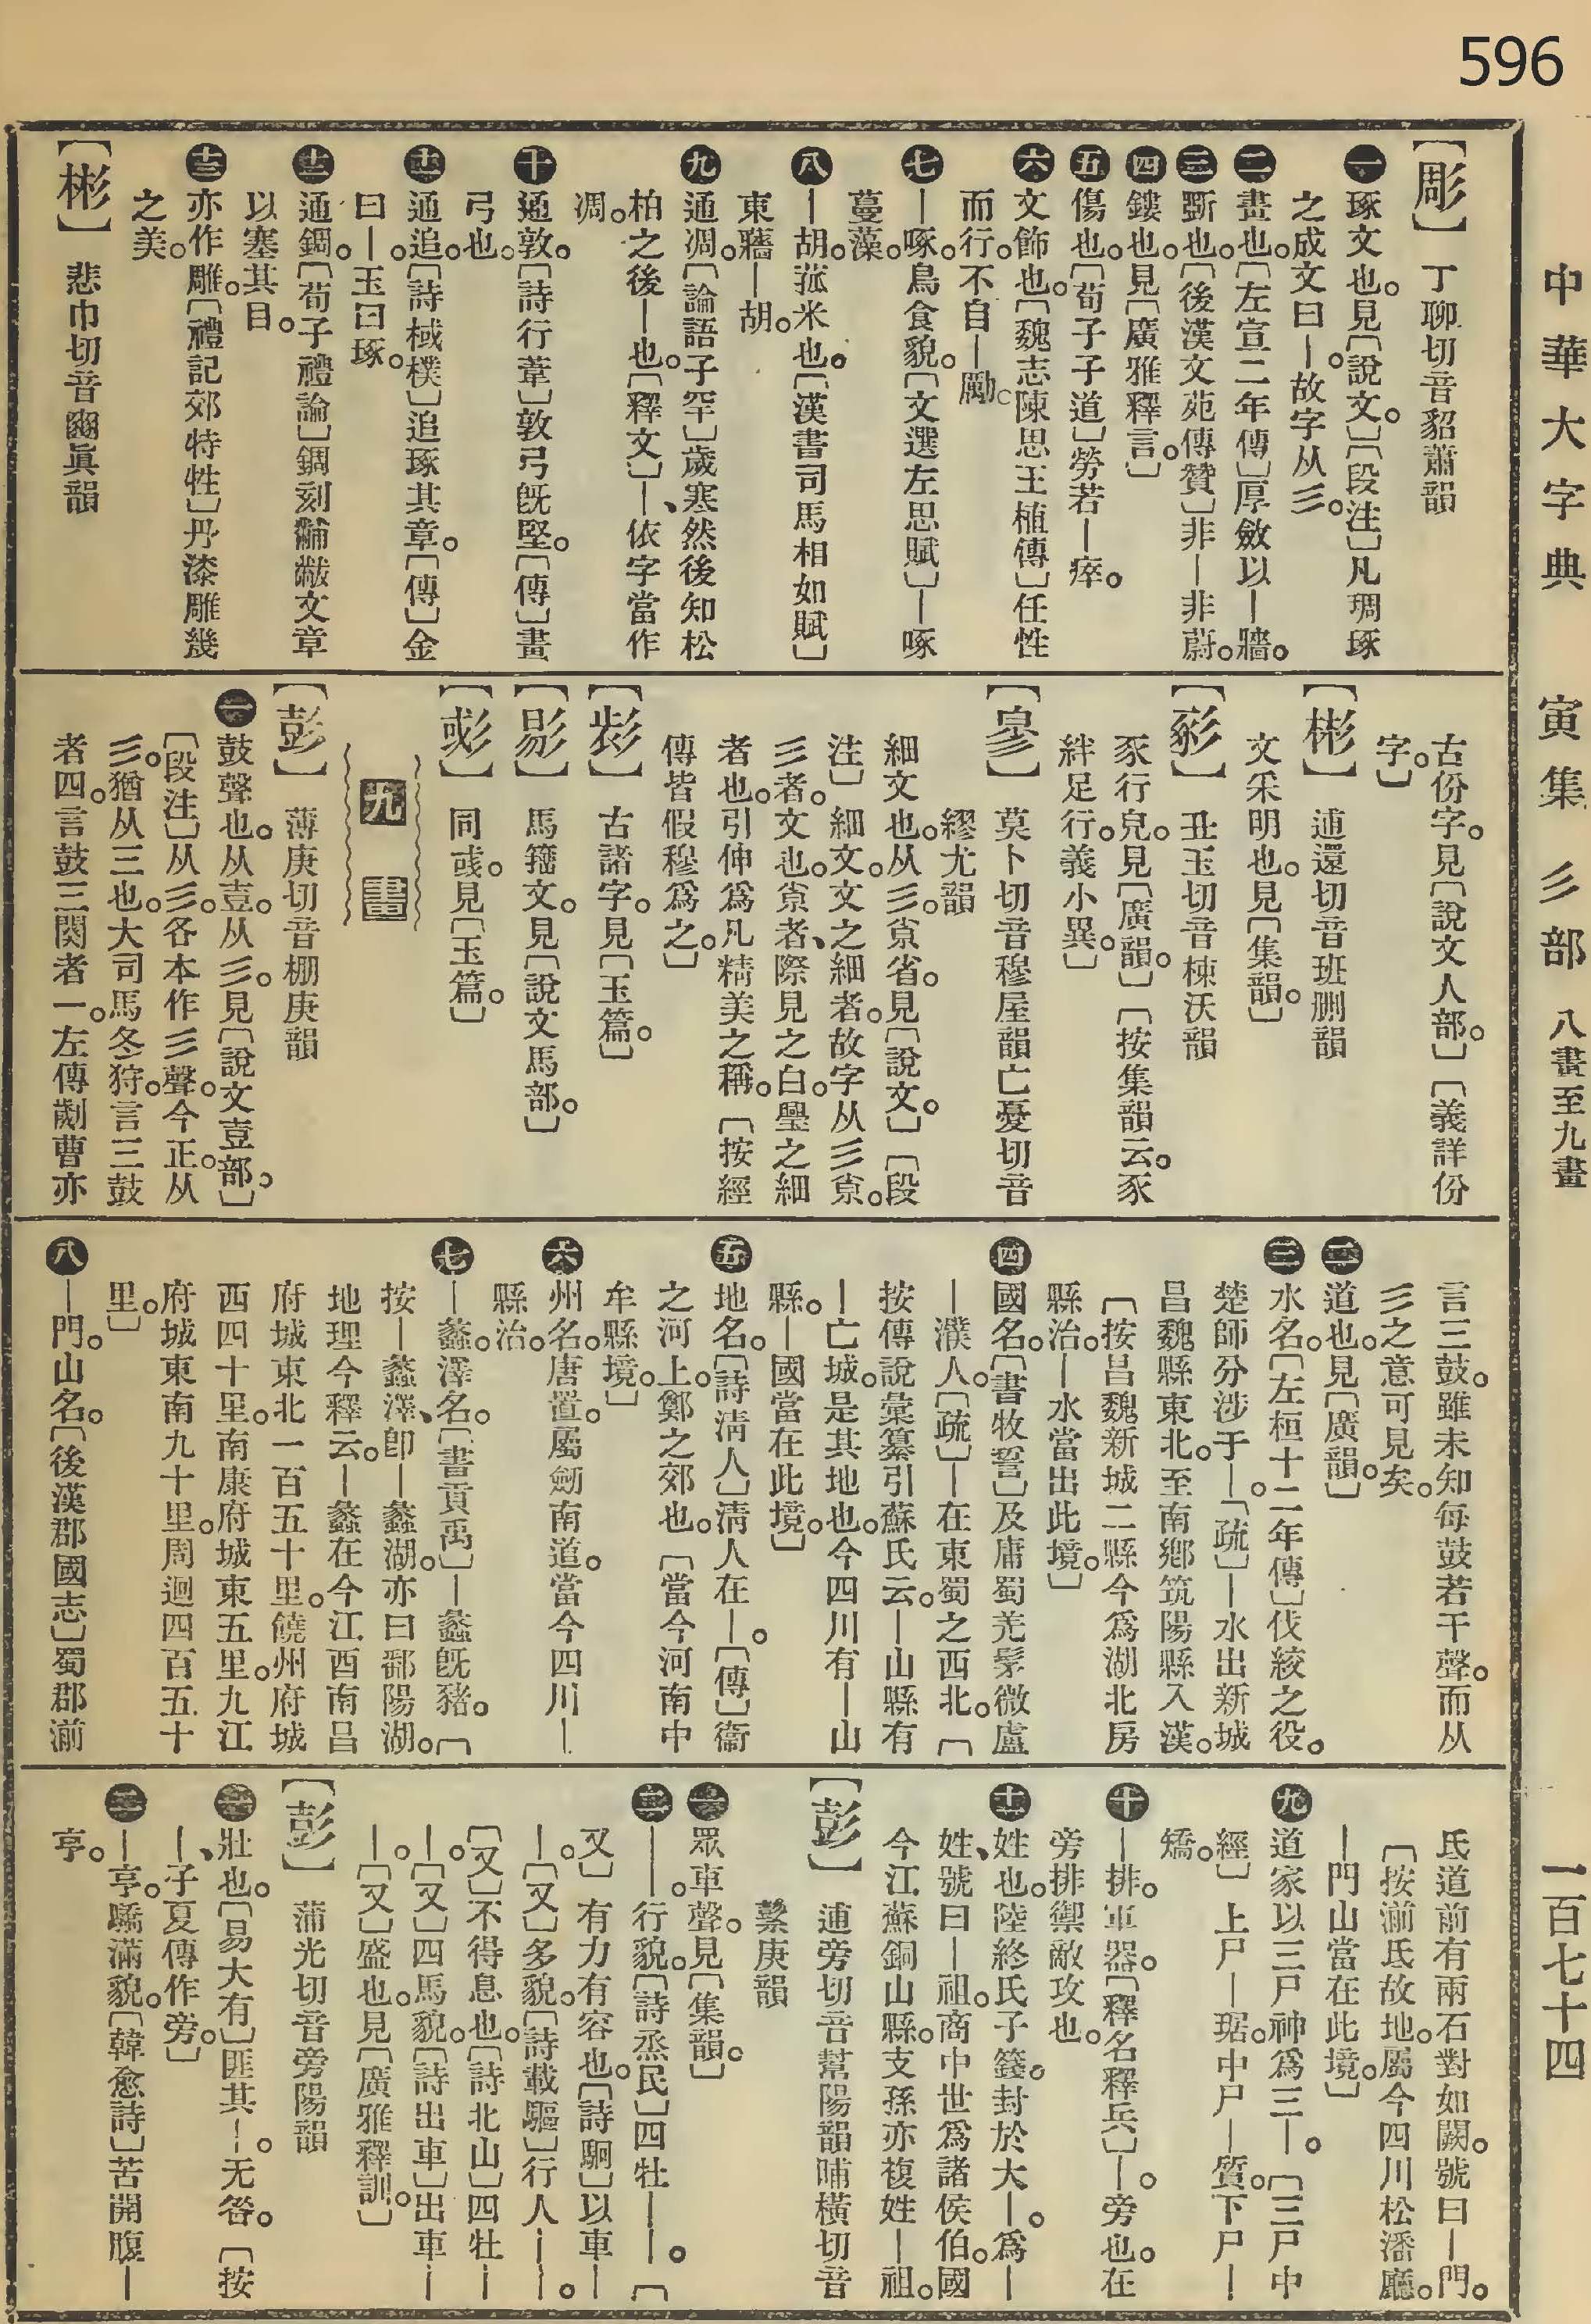 596
中華大字典　寅集　彡部　八畫至九畫　一百七十四
【彫】丁聊切音貂蕭韻
㊀琢文也。見〔說文。〕〔段注〕凡琱琢
之成文曰｜。故字从彡。
㊁畫也。〔左宣二年傳〕厚斂以｜牆。
㊂斲也。〔後漢文苑傳贊〕非｜非蔚。
㊃鏤也。見〔廣雅釋言。〕
㊄傷也。〔荀子子道〕勞若｜瘁。
㊅文飾也。〔魏志陳思王植傳〕任性
而行。不自｜勵。
㊆｜啄。鳥食貌。〔文選左思賦〕｜啄
蔓藻。
㊇｜胡。菰米也。〔漢書司馬相如賦〕
東蘠｜胡。
㊈通凋。〔論語子罕〕歲寒然後知松
柏之後｜也。〔釋文〕｜、依字當作
凋。
㊉通敦。〔詩行葦〕敦弓既堅。〔傳〕畫
弓也。
⑪通追。〔詩棫樸〕追琢其章。〔傳〕金
曰｜。玉曰琢。
⑫通錭。〔荀子禮論〕錭刻黼黻文章
以塞其目。
⑬亦作雕。〔禮記郊特牲〕丹漆雕幾
之美。
【彬】悲巾切音豳眞韻
古份字。見〔說文人部。〕〔義詳份
字。〕
【彬】逋還切音班刪韻
文采明也。見〔集韻。〕
【豖彡】丑玉切音楝沃韻
豕行皃。見〔廣韻。〕〔按集韻云。豕
絆足行。義小異。〕
【㣎】莫卜切音穆屋韻亡憂切音
繆尤韻
細文也。从彡。㡭省。見〔說文。〕〔段
注〕細文。文之細者。故字从彡㡭。
彡者。文也。㡭者、際見之白。璺之細
者也。引伸爲凡精美之稱。〔按經
傳皆假穆爲之。〕
古諸字。見〔玉篇。〕
馬籀文。見〔說文馬部。〕
【彧】同彧。見〔玉篇。〕
九畫
【彭】薄庚切音棚庚韻
㊀鼓聲也。从壴。从彡。見〔說文壴部。〕
〔段注〕从彡。各本作彡聲。今正。从
彡。猶从三也。大司馬冬狩。言三鼓
者四。言鼓三闋者一。左傳劌曹亦
言三鼓。雖未知每鼓若干聲。而从
彡之意可見矣。
㊁道也。見〔廣韻。〕
㊂水名。〔左桓十二年傳〕伐絞之役。
楚師分涉于｜。〔疏〕｜水出新城
昌魏縣東北。至南鄉筑陽縣入漢。
〔按昌魏新城二縣今爲湖北房
縣治。｜水當出此境。〕
㊃國名。〔書牧誓〕及庸蜀羌髳微盧
｜濮人。〔疏〕｜在東蜀之西北。〔
按傳說彙纂引蘇氏云。｜山縣有
｜亡城。是其地也。今四川有｜山
縣。｜國當在此境。〕
㊄地名。〔詩淸人〕淸人在｜。〔傳〕衞
之河上。鄭之郊也。〔當今河南中
牟縣境。〕
㊅州名。唐置。屬劒南道。當今四川｜
縣治。
㊆｜蠡。澤名。〔書貢禹〕｜蠡既豬。〔
按｜蠡澤、卽｜蠡湖。亦曰鄱陽湖。
地理今釋云。｜蠡在今江西南昌
府城東北一百五十里。饒州府城
西四十里。南康府城東五里。九江
府城東南九十里。周迴四百五十
里。〕
㊇｜門。山名。〔後漢郡國志〕蜀郡湔
氐道前有兩石對如闕。號曰｜門。
〔按湔氐故地。屬今四川松潘廳。
｜門山當在此境。〕
㊈道家以三尸神爲三｜。〔三尸中
經〕上尸｜琚。中尸｜質。下尸｜
矯。
㊉｜排。軍器。〔釋名釋兵〕｜。旁也。在
旁排禦敵攻也。
⑪姓也。陸終氏子籛。封於大｜。爲｜
姓、號曰｜祖。商中世爲諸侯伯。國
今江蘇銅山縣。支孫亦複姓｜祖。
【彭】逋旁切音幫陽韻晡橫切音
繫庚韻
㊀眾車聲。見〔集韻。〕
㊁｜｜。行貌。〔詩烝民〕四牡｜｜。〔
又〕有力有容也。〔詩駉〕以車｜
｜。〔又〕多貌。〔詩載驅〕行人｜｜。
〔又〕不得息也。〔詩北山〕四牡｜
｜。〔又〕四馬貌。〔詩出車〕出車｜
｜。〔又〕盛也。見〔廣雅釋訓。〕
【彭】蒲光切音旁陽韻
㊀壯也。〔易大有〕匪其｜。无咎。〔按
｜、子夏傳作旁。〕
㊁｜亨。驕滿貌。〔韓愈詩〕苦開腹｜
亨。